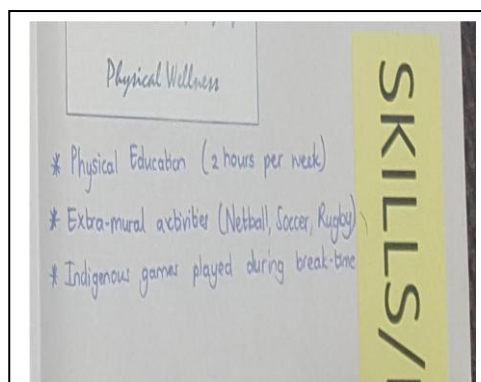 Physical Wellness
* Physical Education (2 hours per week)
* Extra-mural activities (Netball, Soccer, Rugby)
* Indigenous games played during break-time
SKILLS/